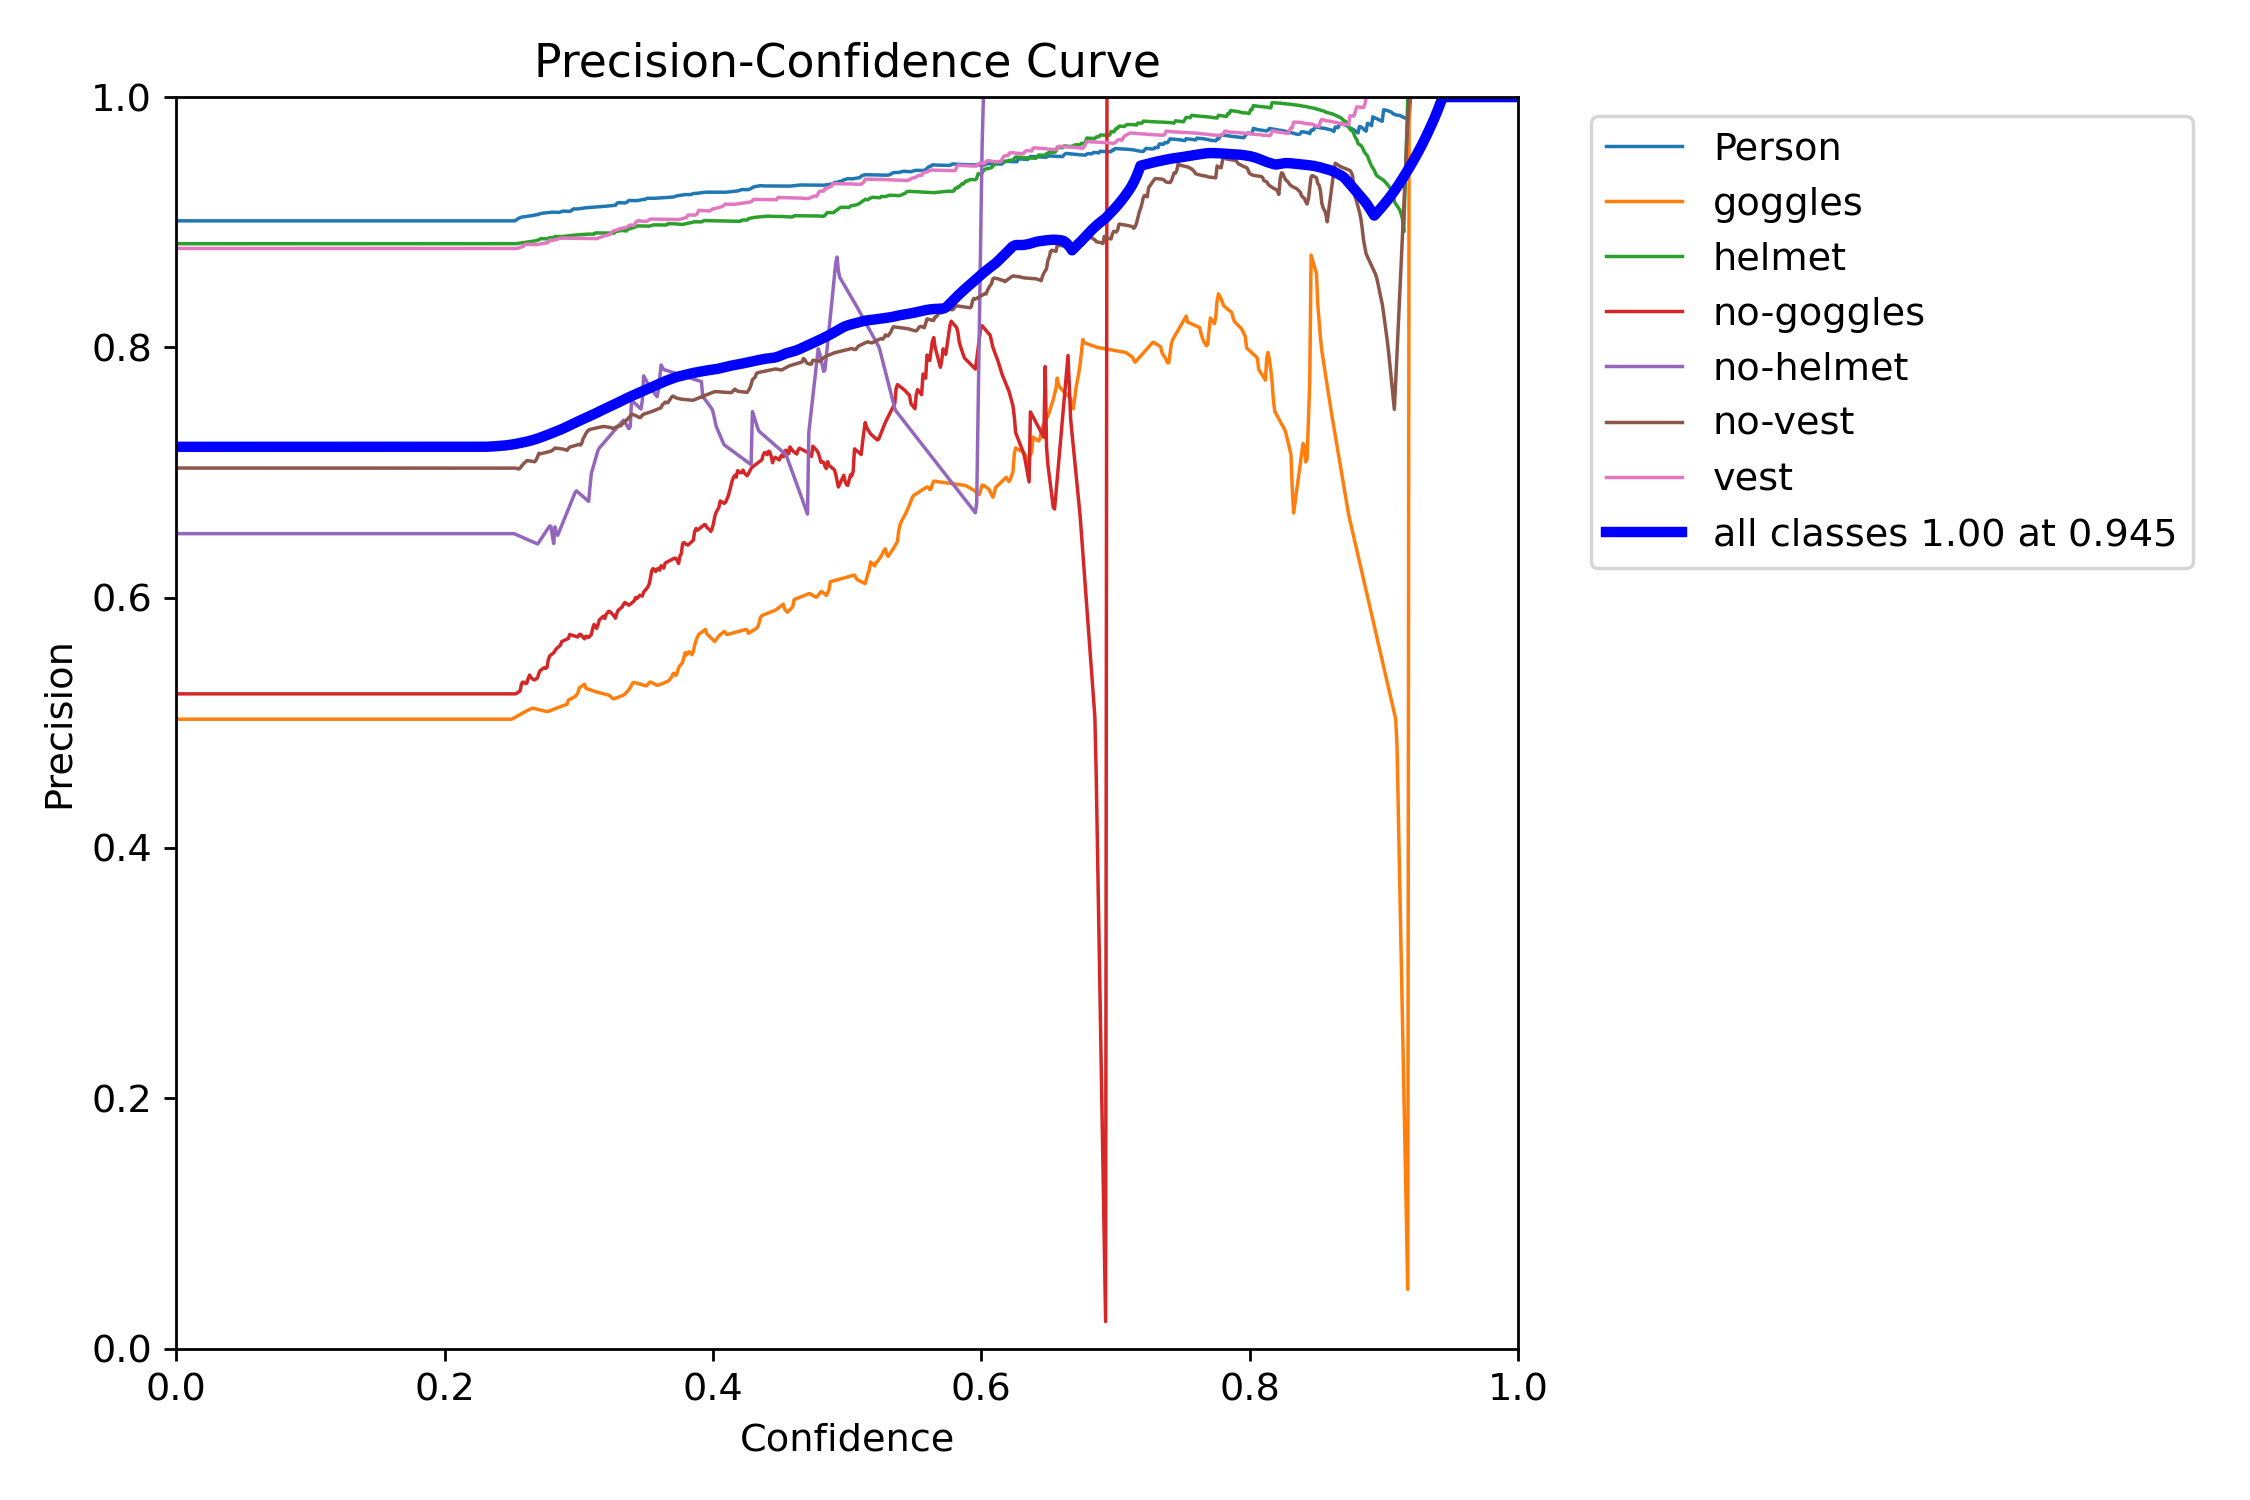 Precision-Confidence Curve
1.0
0.8
0.6
0.4
0.2
0.0
Precision
0.0 0.2 0.4 0.6 0.8 1.0
Confidence
Person
goggles
helmet
no-goggles
no-helmet
no-vest
vest
all classes 1.00 at 0.945